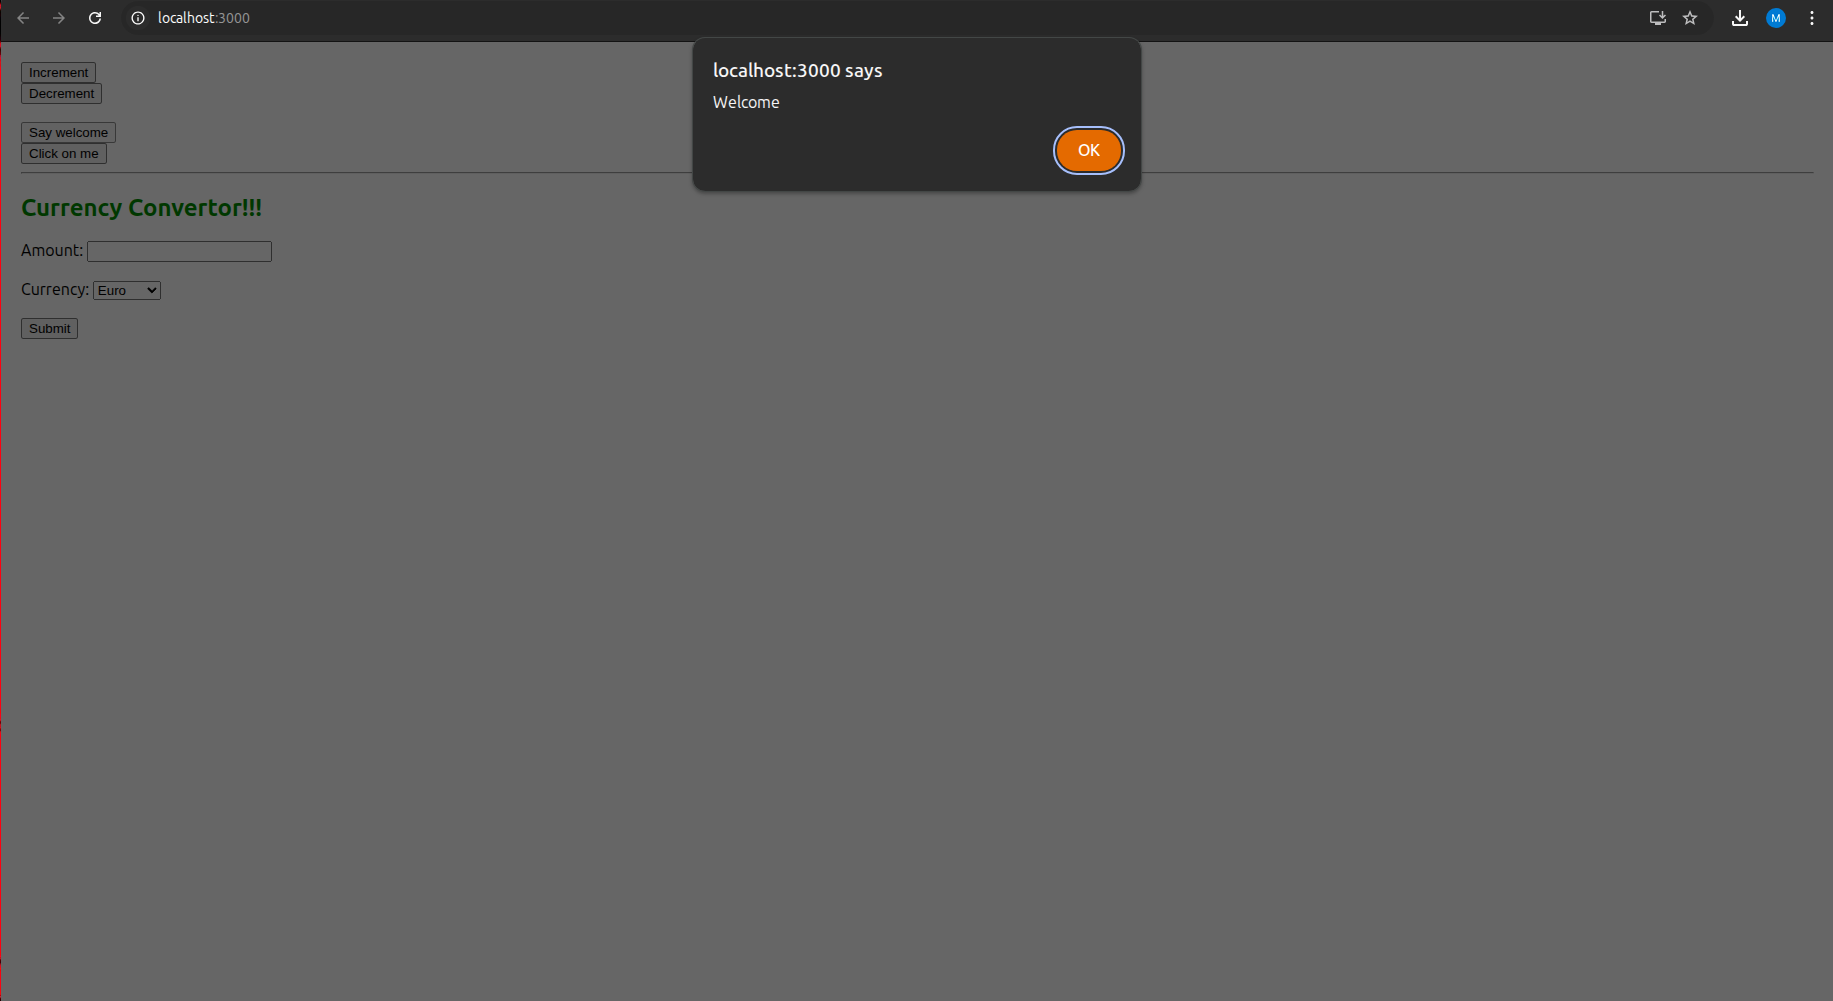 localhost:3000
M
localhost:3000 says
Welcome
OK
Increment
Decrement
Say welcome
Click on me
Currency Convertor!!!
Amount:
Currency: Euro
Submit